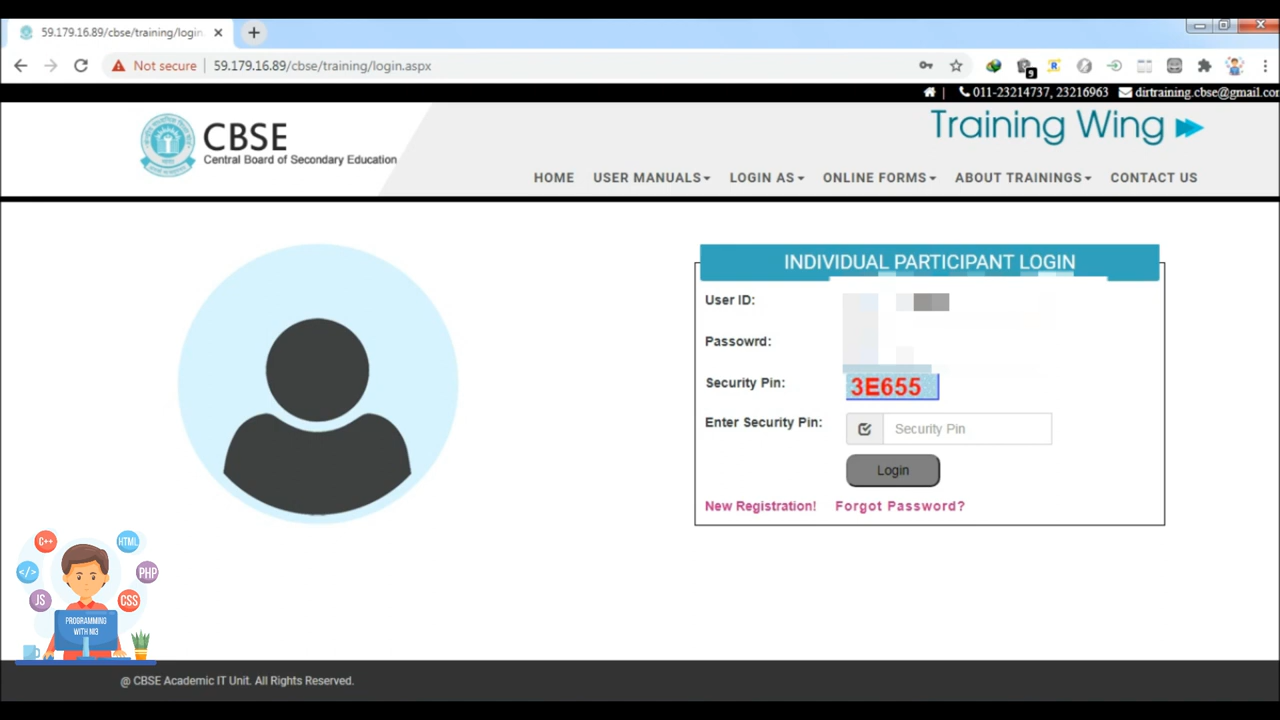 59.179.16.89/cbse/training/login.
Not secure
59.179.16.89/cbse/training/login.aspx
9
R
| 011-23214737, 23216963 dirtraining.cbse@gmail.com
CBSE
Central Board of Secondary Education
Training Wing
HOME USER MANUALS LOGIN AS ONLINE FORMS ABOUT TRAININGS CONTACT US
INDIVIDUAL PARTICIPANT LOGIN
User ID:
Passowrd:
Security Pin: 3E655
Enter Security Pin: Security Pin
Login
New Registration! Forgot Password?
C++ HTML
</> PHP
JS CSS
PROGRAMMING
WITH NI3
@ CBSE Academic IT Unit. All Rights Reserved.